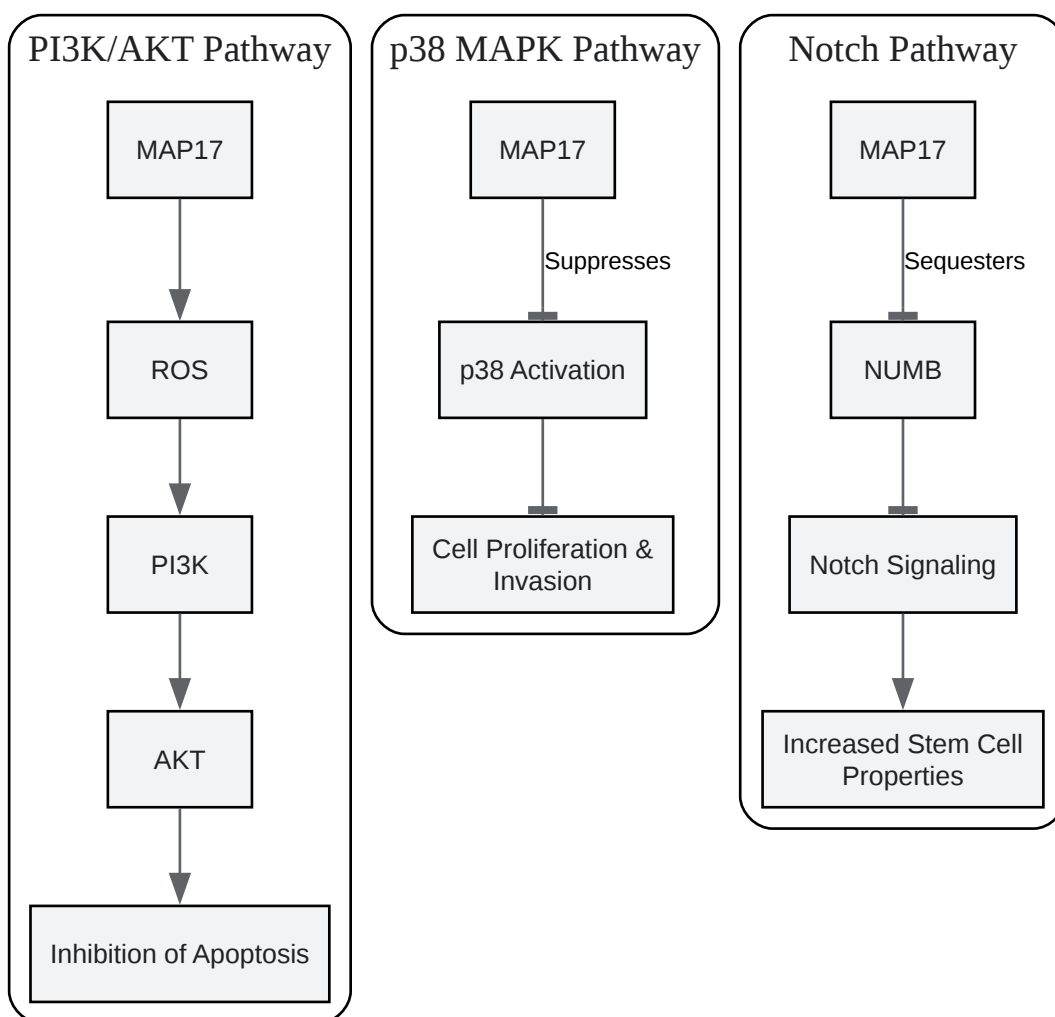 PI3K/AKT Pathway
MAP17
ROS
PI3K
AKT
Inhibition of Apoptosis
p38 MAPK Pathway
MAP17
Suppresses
p38 Activation
Cell Proliferation &
Invasion
Notch Pathway
MAP17
Sequesters
NUMB
Notch Signaling
Increased Stem Cell
Properties